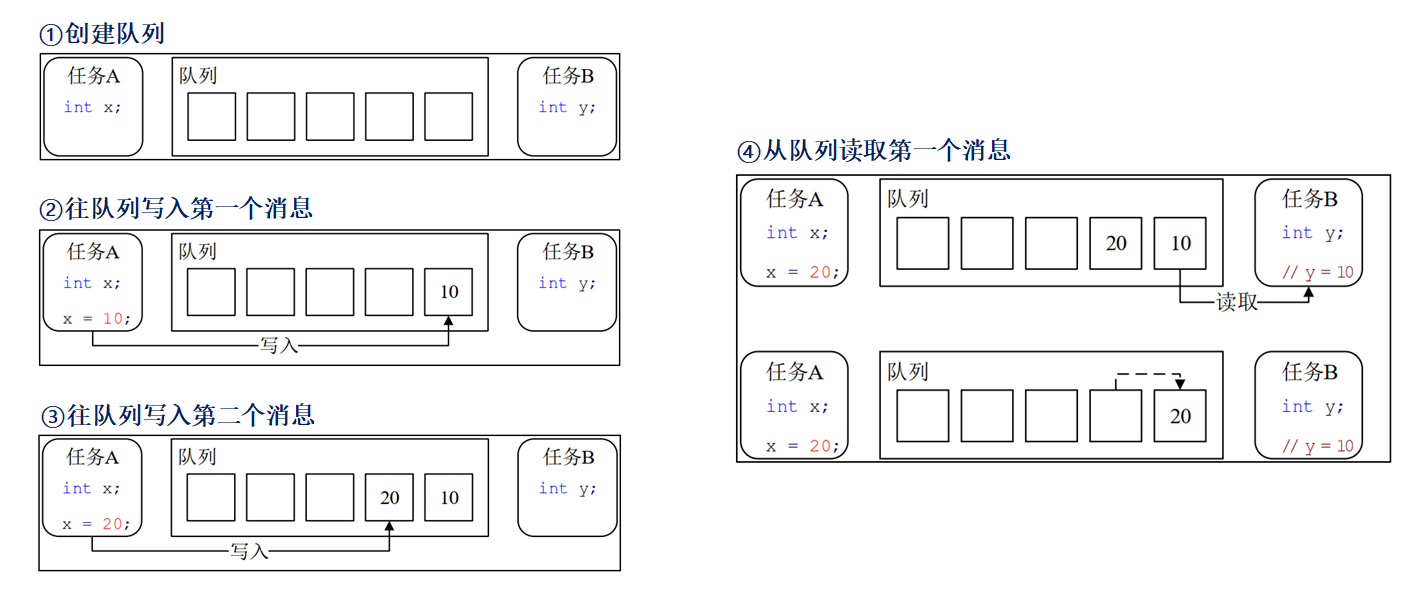 ①创建队列
任务A
int x;
队列
任务B
int y;
②往队列写入第一个消息
任务A
int x;
x = 10;
队列
10
任务B
int y;
写入
③往队列写入第二个消息
任务A
int x;
x = 20;
队列
20
10
任务B
int y;
写入
④从队列读取第一个消息
任务A
int x;
x = 20;
队列
20
10
任务B
int y;
// y = 10
读取
任务A
int x;
x = 20;
队列
20
任务B
int y;
// y = 10